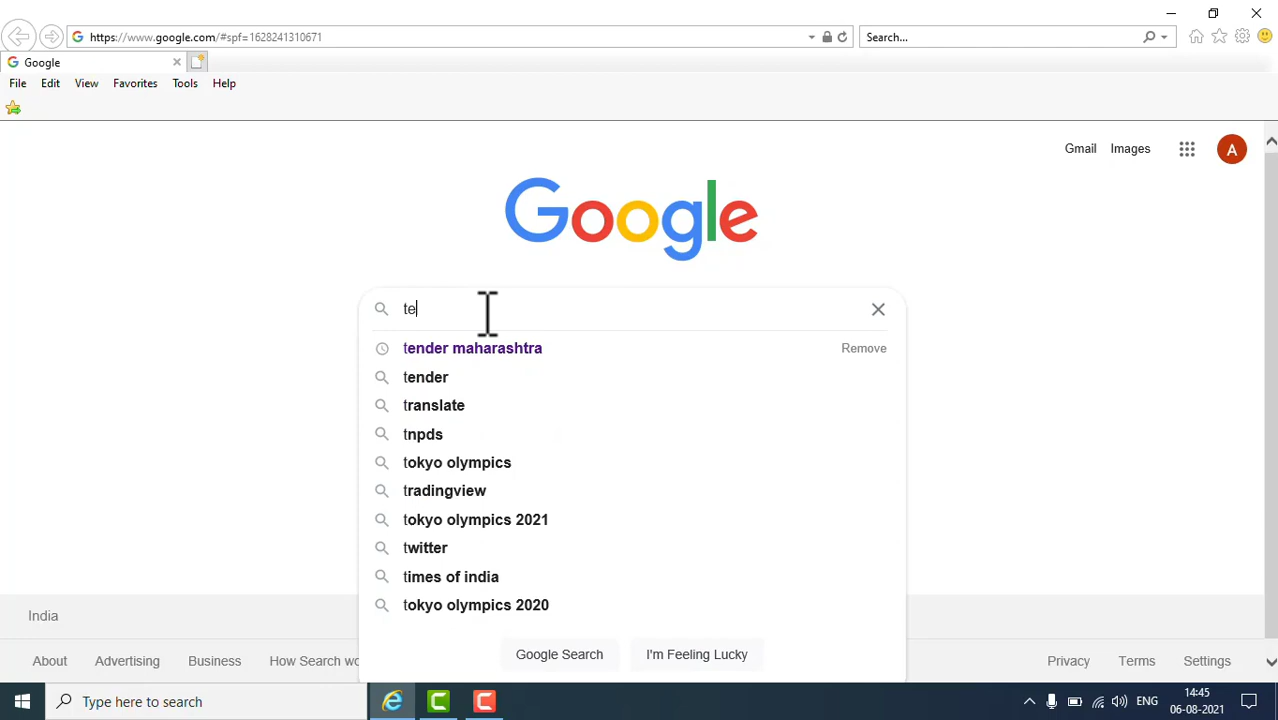 https://www.google.com/#spf=1628241310671
Search...
Google
File Edit View Favorites Tools Help
Gmail Images
A
Google
te
tender maharashtra Remove
tender
translate
tnpds
tokyo olympics
tradingview
tokyo olympics 2021
twitter
times of india
tokyo olympics 2020
Google Search I'm Feeling Lucky
India
About Advertising Business How Search wo Privacy Terms Settings
Type here to search
ENG
14:45
06-08-2021